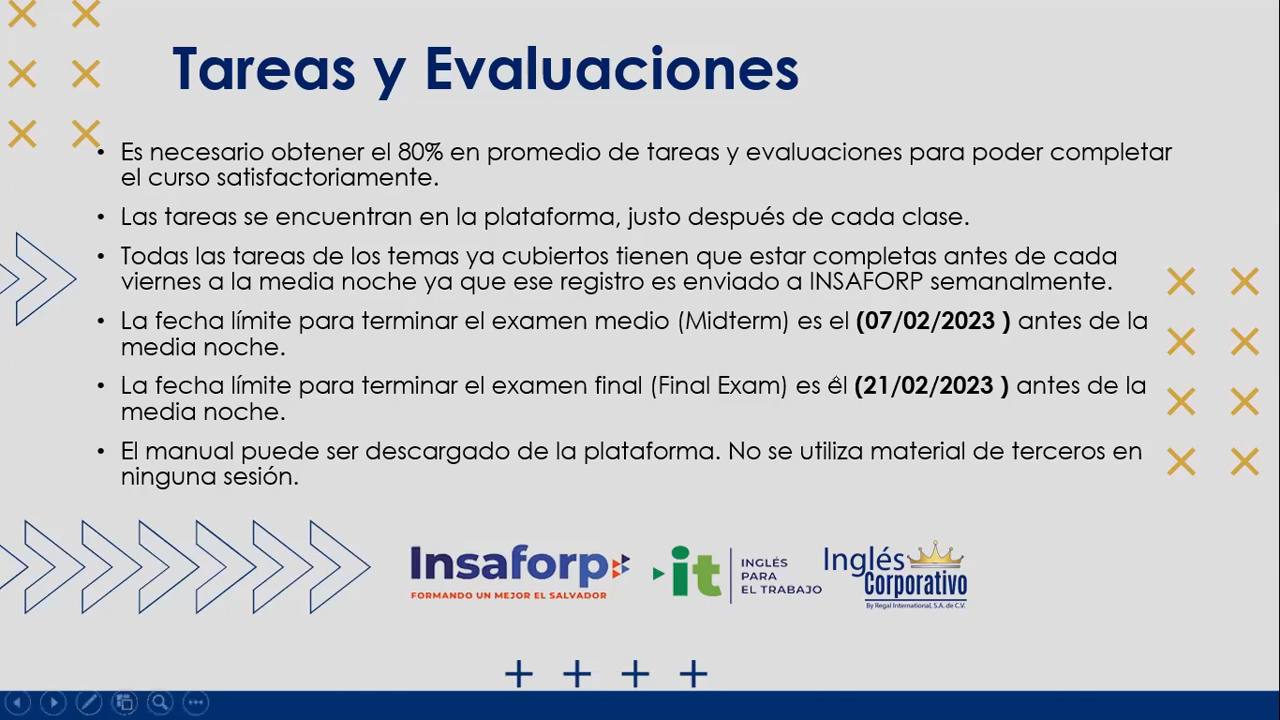 Tareas y Evaluaciones
• Es necesario obtener el 80% en promedio de tareas y evaluaciones para poder completar
el curso satisfactoriamente.
• Las tareas se encuentran en la plataforma, justo después de cada clase.
• Todas las tareas de los temas ya cubiertos tienen que estar completas antes de cada
viernes a la media noche ya que ese registro es enviado a INSAFORP semanalmente.
• La fecha límite para terminar el examen medio (Midterm) es el (07/02/2023 ) antes de la
media noche.
• La fecha límite para terminar el examen final (Final Exam) es el (21/02/2023 ) antes de la
media noche.
• El manual puede ser descargado de la plataforma. No se utiliza material de terceros en
ninguna sesión.
Insaforp
FORMANDO UN MEJOR EL SALVADOR
it
INGLÉS
PARA
EL TRABAJO
Inglés
Corporativo
By Regal International, S.A. de C.V.